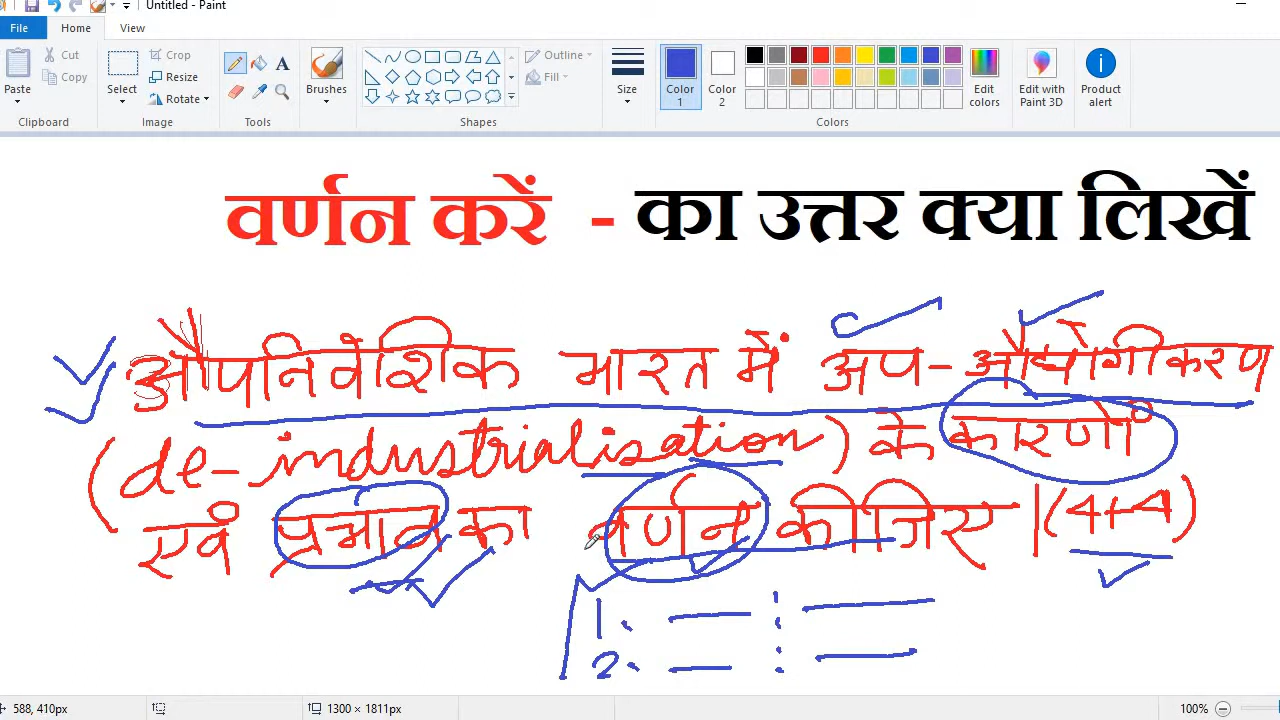 Untitled - Paint
File Home View
Paste Cut Copy Clipboard
Select Crop Resize Rotate Image
Tools
Brushes
Shapes Outline Fill
Size
Color 1 Color 2 Colors
Edit colors
Edit with Paint 3D
Product alert
वर्णन करें - का उत्तर क्या लिखें
औपनिवेशिक भारत में अप-औद्योगीकरण
(de-industrialisation) के कारणों
एवं प्रभाव का वर्णन कीजिए | (4+4)
1.
2.
588, 410px 1300 × 1811px 100%